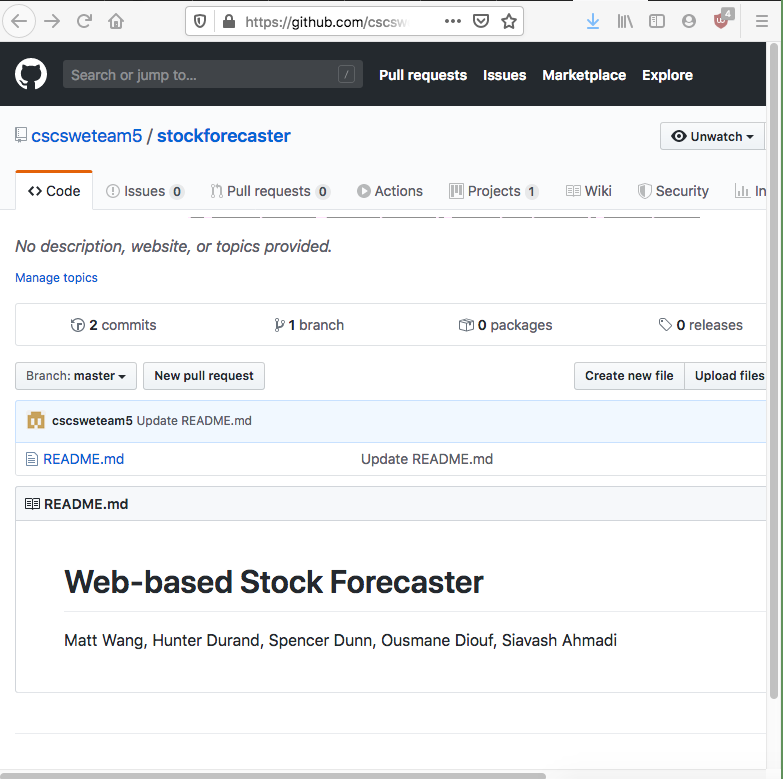 https://github.com/cscsw
4
Search or jump to...
/
Pull requests
Issues
Marketplace
Explore
cscsweteam5 / stockforecaster
Unwatch
Code
Issues 0
Pull requests 0
Actions
Projects 1
Wiki
Security
In
No description, website, or topics provided.
Manage topics
2 commits
1 branch
0 packages
0 releases
Branch: master
New pull request
Create new file
Upload files
cscsweteam5 Update README.md
README.md
Update README.md
README.md
Web-based Stock Forecaster
Matt Wang, Hunter Durand, Spencer Dunn, Ousmane Diouf, Siavash Ahmadi